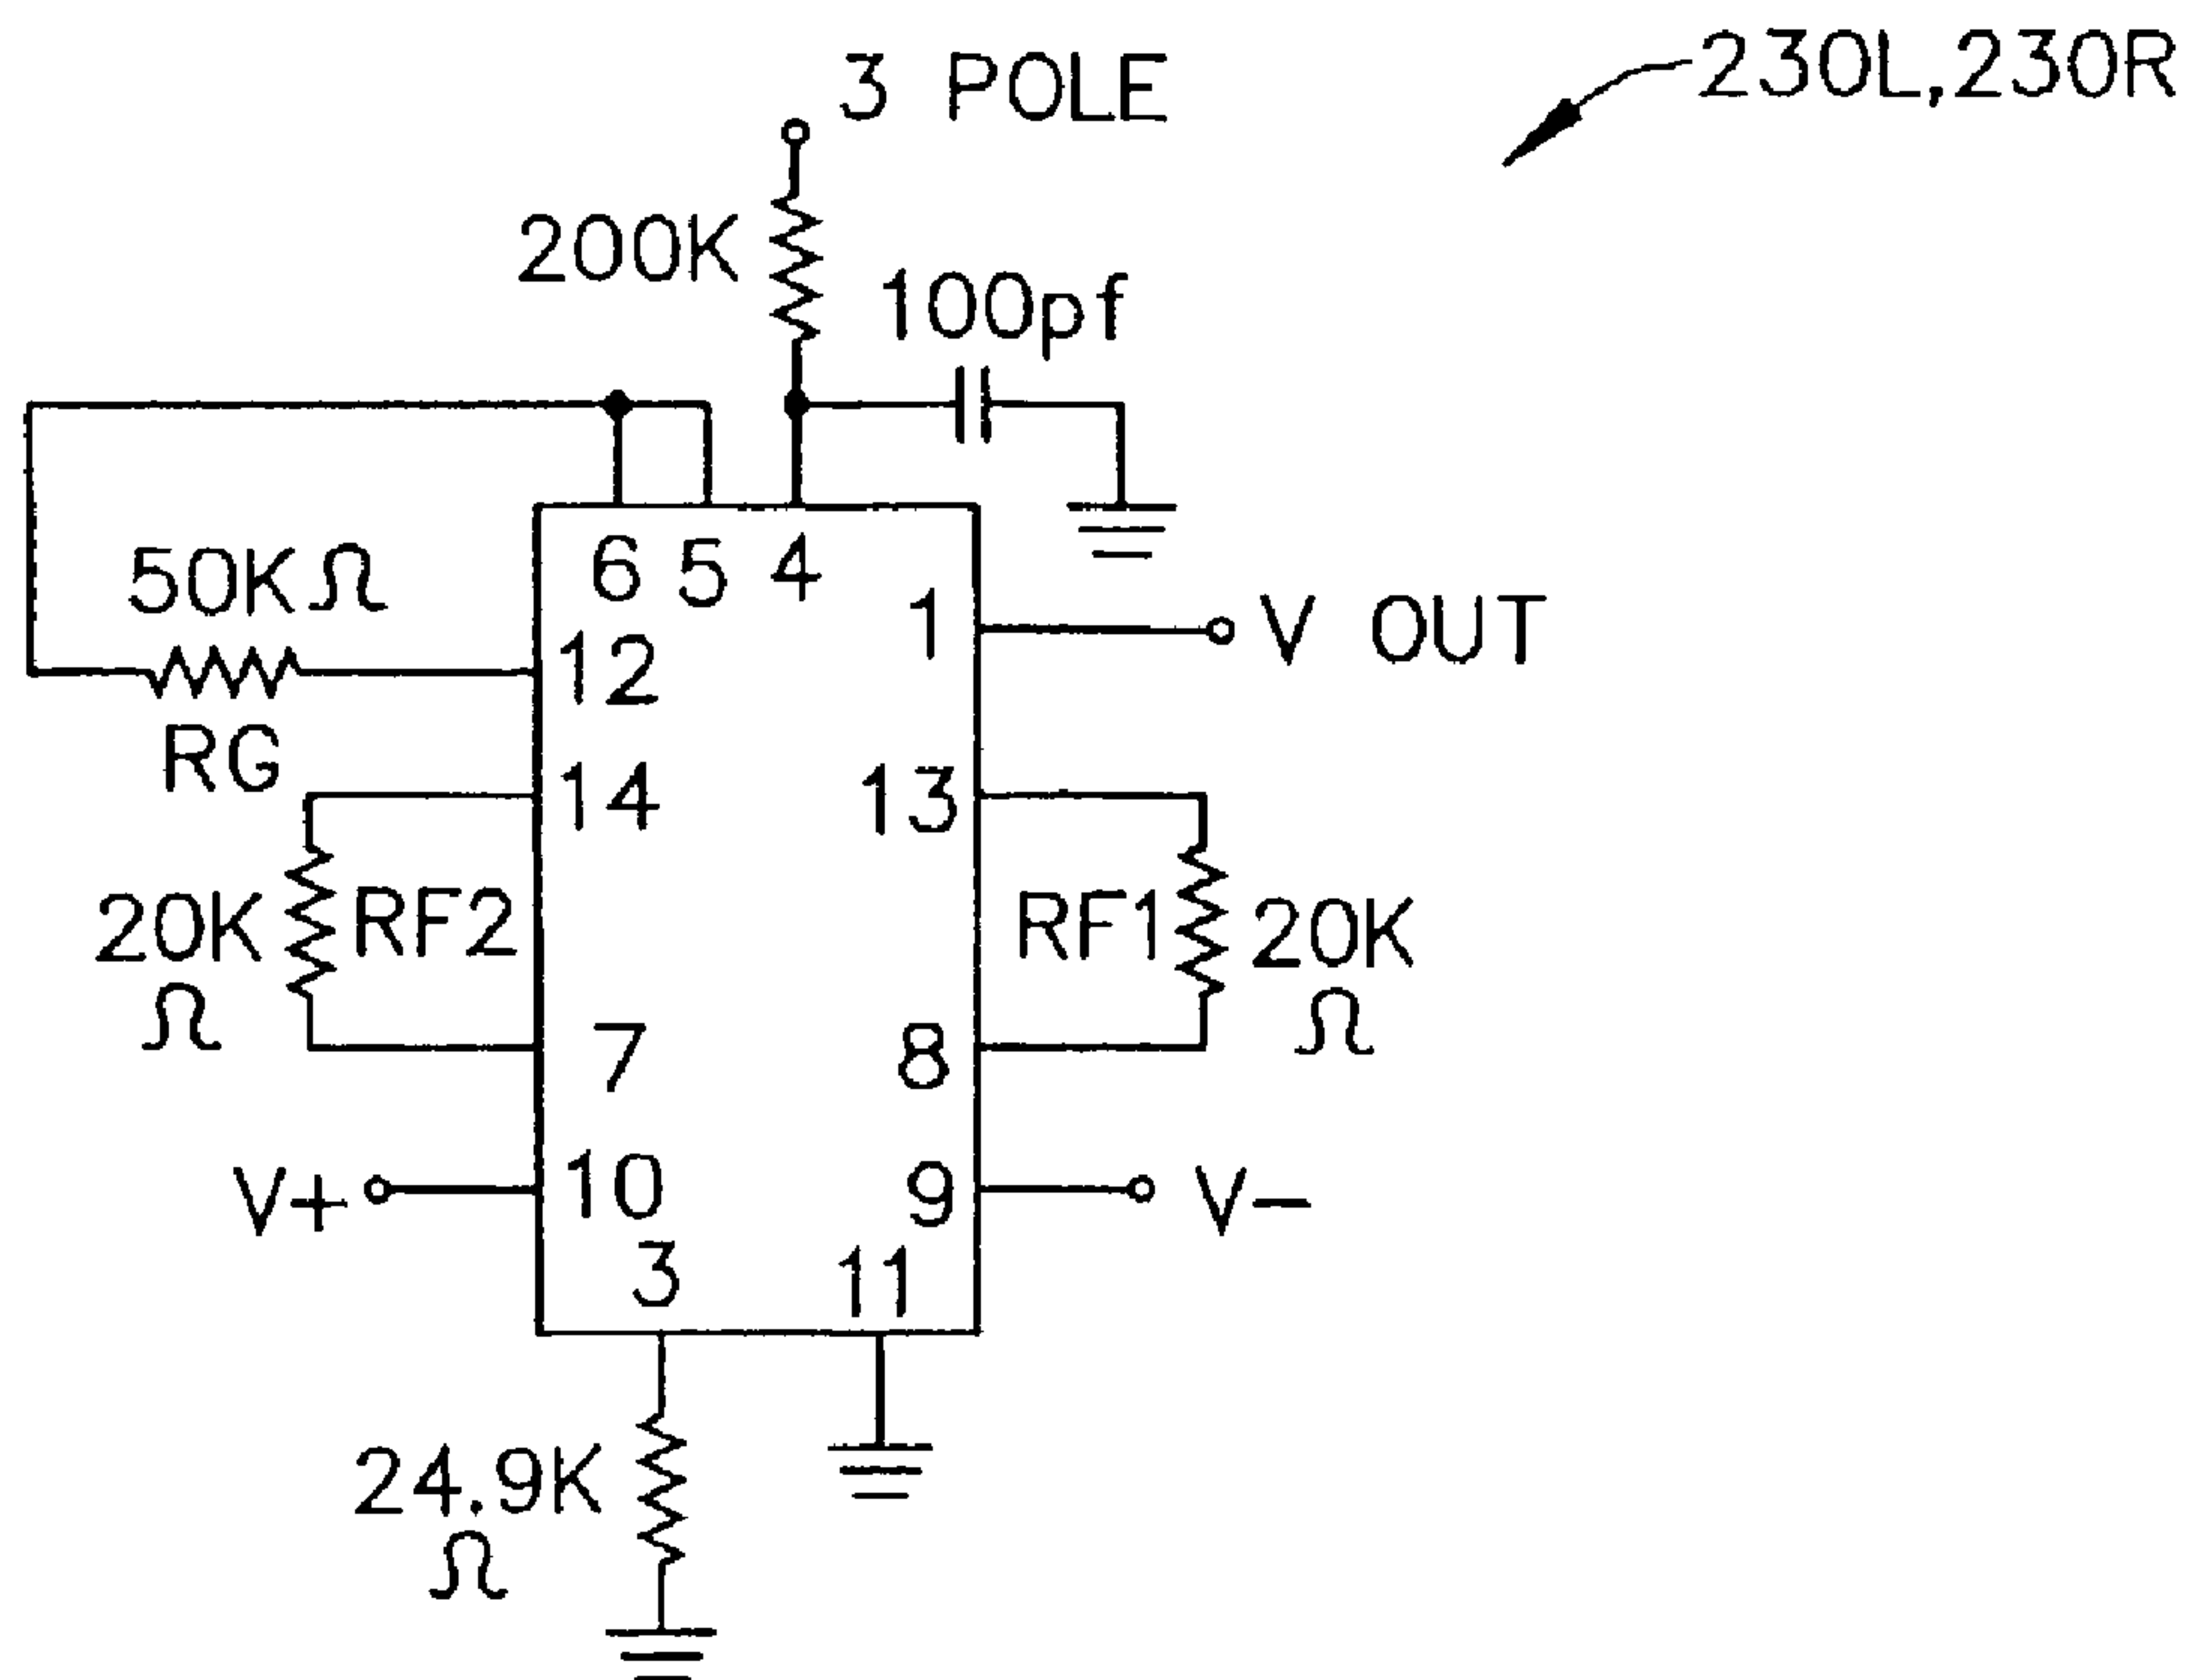 3 POLE
230L,230R
200K
100pf
50KΩ
6 5 4
1
V OUT
12
RG
14
13
20K
Ω
RF2
RF1
20K
Ω
7
8
V+
10
9
V-
3
11
24.9K
Ω